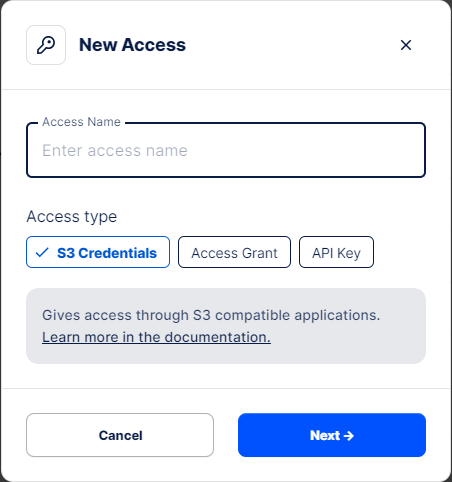 New Access
Access Name
Enter access name
Access type
S3 Credentials Access Grant API Key
Gives access through S3 compatible applications.
Learn more in the documentation.
Cancel Next →